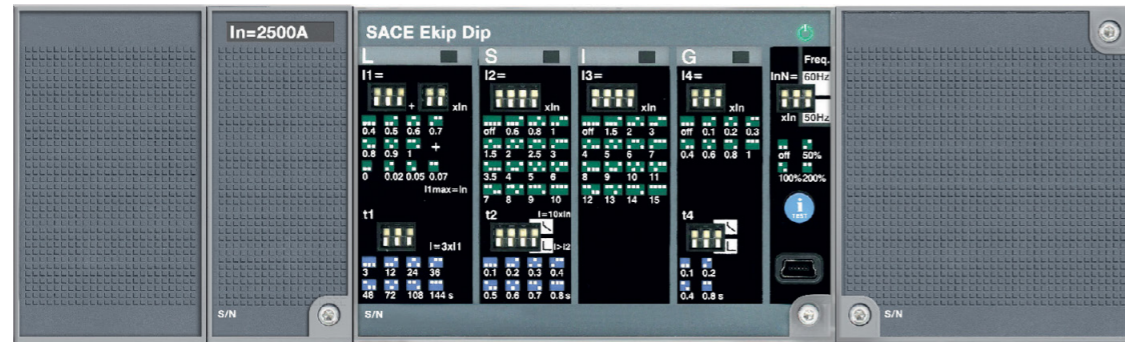 In=2500A
SACE Ekip Dip
L S I G
Freq.
I1= I2= I3= I4= InN= 60Hz
+ xIn xIn xIn xIn xIn 50Hz
0.4 0.5 0.6 0.7 off 0.6 0.8 1 off 1.5 2 3 off 0.1 0.2 0.3
0.8 0.9 1 + 1.5 2 2.5 3 4 5 6 7 0.4 0.6 0.8 1 off 50%
0 0.02 0.05 0.07 3.5 4 5 6 8 9 10 11 100% 200%
I1max=In
7 8 9 10 12 13 14 15
t1 t2 I=10xIn t4
i
TEST
I=3xI1 I>I2
3 12 24 36 0.1 0.2 0.3 0.4 0.1 0.2
48 72 108 144 s 0.5 0.6 0.7 0.8s 0.4 0.8 s
S/N S/N S/N